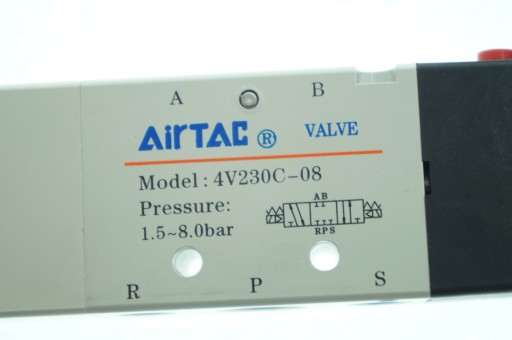 A B
AirTAC ® VALVE
Model: 4V230C-08
Pressure:
1.5~8.0bar
AB
RPS
R P S